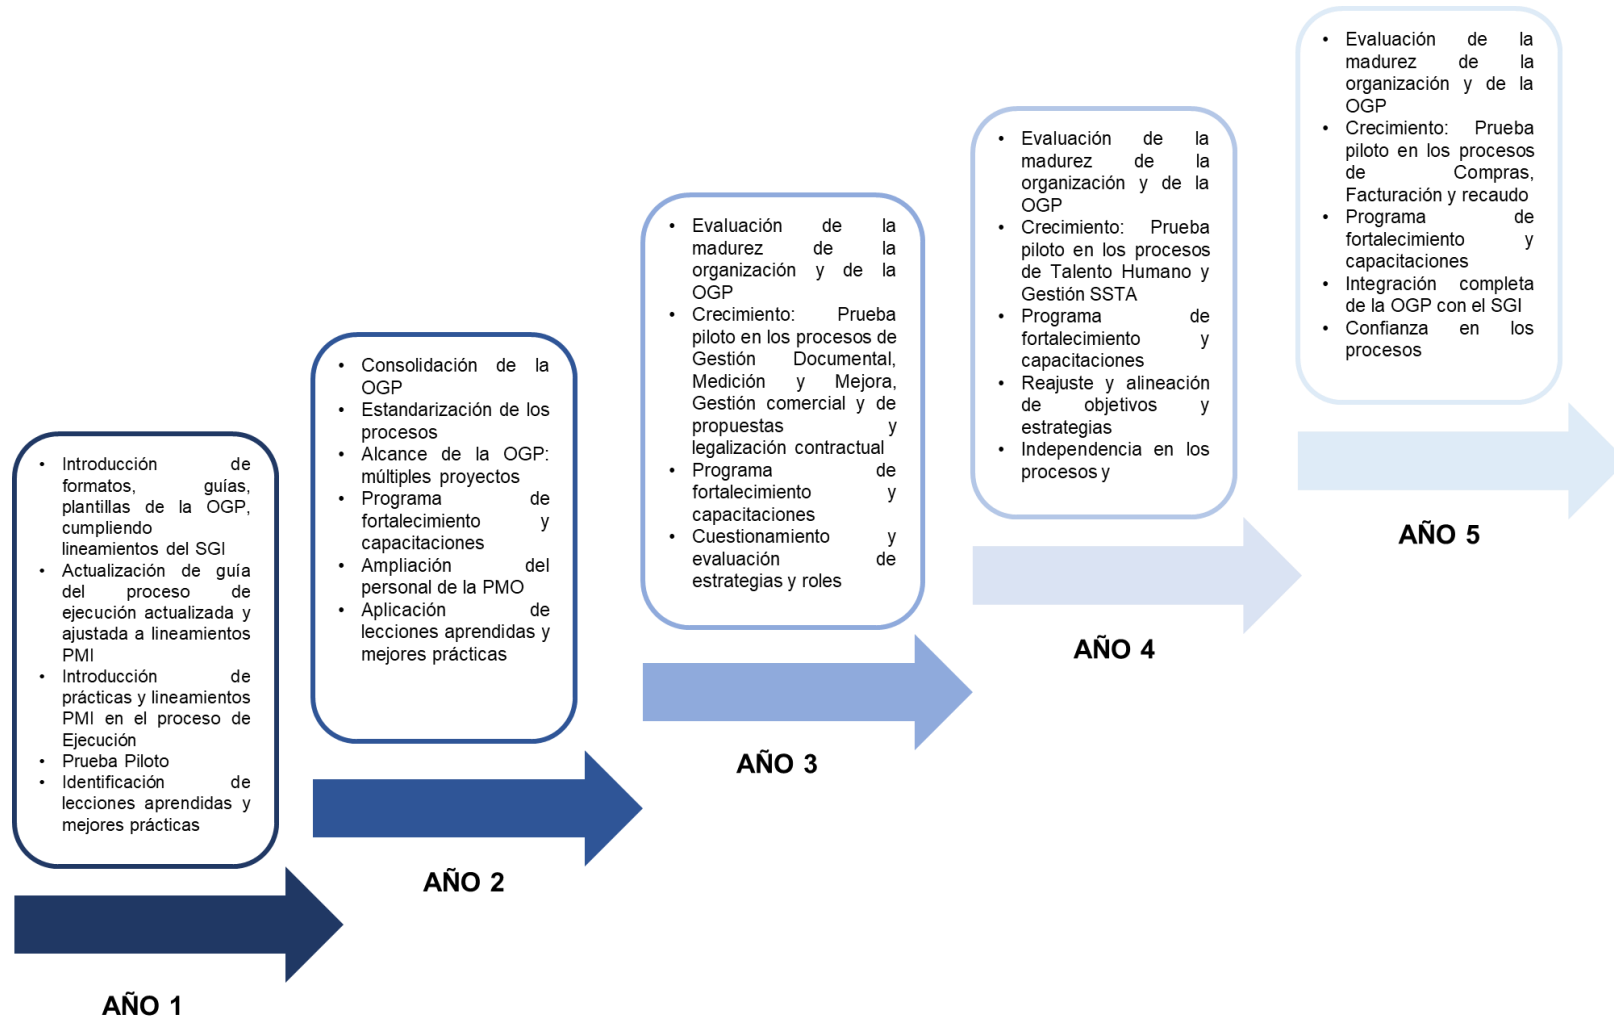 • Introducción de
formatos, guías,
plantillas de la OGP,
cumpliendo
lineamientos del SGI
• Actualización de guía
del proceso de
ejecución actualizada y
ajustada a lineamientos
PMI
• Introducción de
prácticas y lineamientos
PMI en el proceso de
Ejecución
• Prueba Piloto
• Identificación de
lecciones aprendidas y
mejores prácticas
AÑO 1
• Consolidación de la
OGP
• Estandarización de los
procesos
• Alcance de la OGP:
múltiples proyectos
• Programa de
fortalecimiento y
capacitaciones
• Ampliación del
personal de la PMO
• Aplicación de
lecciones aprendidas y
mejores prácticas
AÑO 2
• Evaluación de la
madurez de la
organización y de la
OGP
• Crecimiento: Prueba
piloto en los procesos de
Gestión Documental,
Medición y Mejora,
Gestión comercial y de
propuestas y
legalización contractual
• Programa de
fortalecimiento y
capacitaciones
• Cuestionamiento y
evaluación de
estrategias y roles
AÑO 3
• Evaluación de la
madurez de la
organización y de la
OGP
• Crecimiento: Prueba
piloto en los procesos
de Talento Humano y
Gestión SSTA
• Programa de
fortalecimiento y
capacitaciones
• Reajuste y alineación
de objetivos y
estrategias
• Independencia en los
procesos y
AÑO 4
• Evaluación de la
madurez de la
organización y de la
OGP
• Crecimiento: Prueba
piloto en los procesos
de Compras,
Facturación y recaudo
• Programa de
fortalecimiento y
capacitaciones
• Integración completa
de la OGP con el SGI
• Confianza en los
procesos
AÑO 5